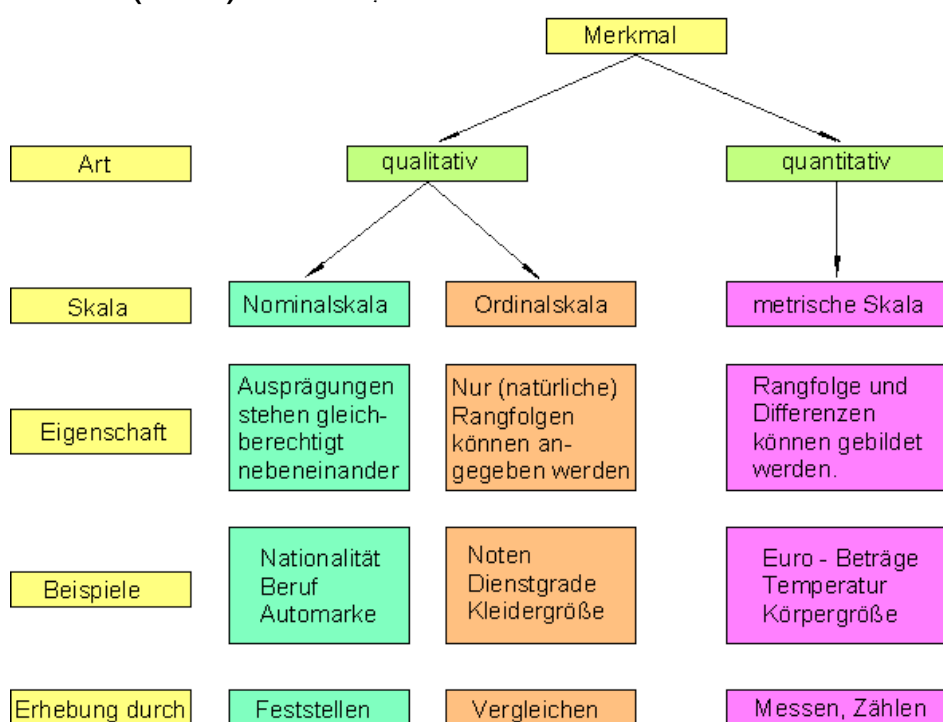 Merkmal
Art
qualitativ
quantitativ
Skala
Nominalskala
Ordinalskala
metrische Skala
Eigenschaft
Ausprägungen
stehen gleich-
berechtigt
nebeneinander
Nur (natürliche)
Rangfolgen
können an-
gegeben werden
Rangfolge und
Differenzen
können gebildet
werden.
Beispiele
Nationalität
Beruf
Automarke
Noten
Dienstgrade
Kleidergröße
Euro - Beträge
Temperatur
Körpergröße
Erhebung durch
Feststellen
Vergleichen
Messen, Zählen